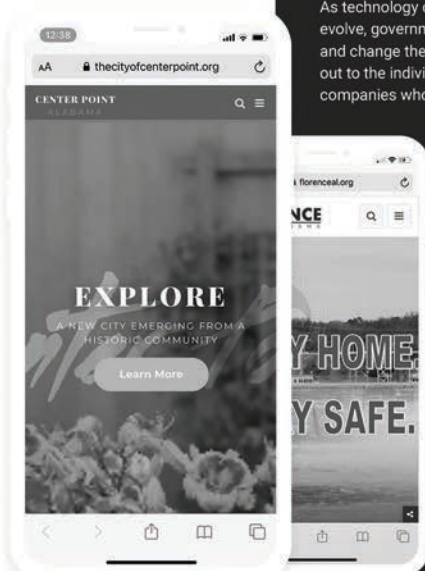 As technology
evolve, governm
and change the
out to the indivi
companies who
12:38
AA thecityofcenterpoint.org
CENTER POINT
ALABAMA
EXPLORE
A NEW CITY EMERGING FROM A
HISTORIC COMMUNITY
Learn More
florenceal.org
NCE
Y HOME.
Y SAFE.